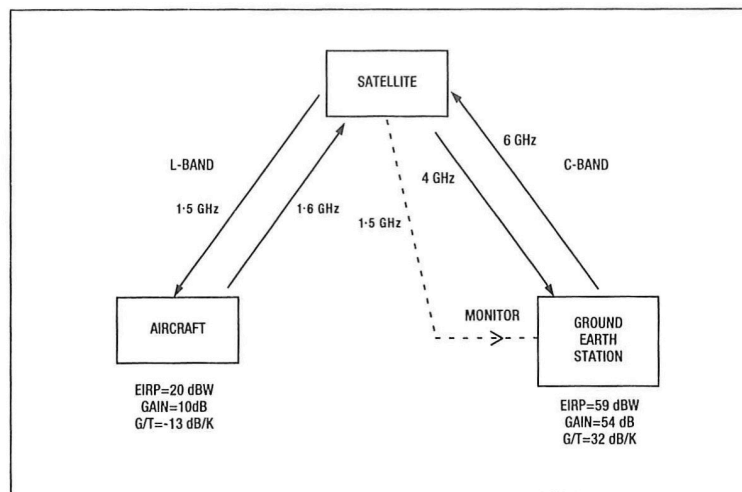 SATELLITE
6 GHz
L-BAND
C-BAND
4 GHz
1·5 GHz
1·6 GHz
1·5 GHz
MONITOR
AIRCRAFT
GROUND
EARTH
STATION
EIRP=20 dBW
GAIN=10dB
G/T=-13 dB/K
EIRP=59 dBW
GAIN=54 dB
G/T=32 dB/K